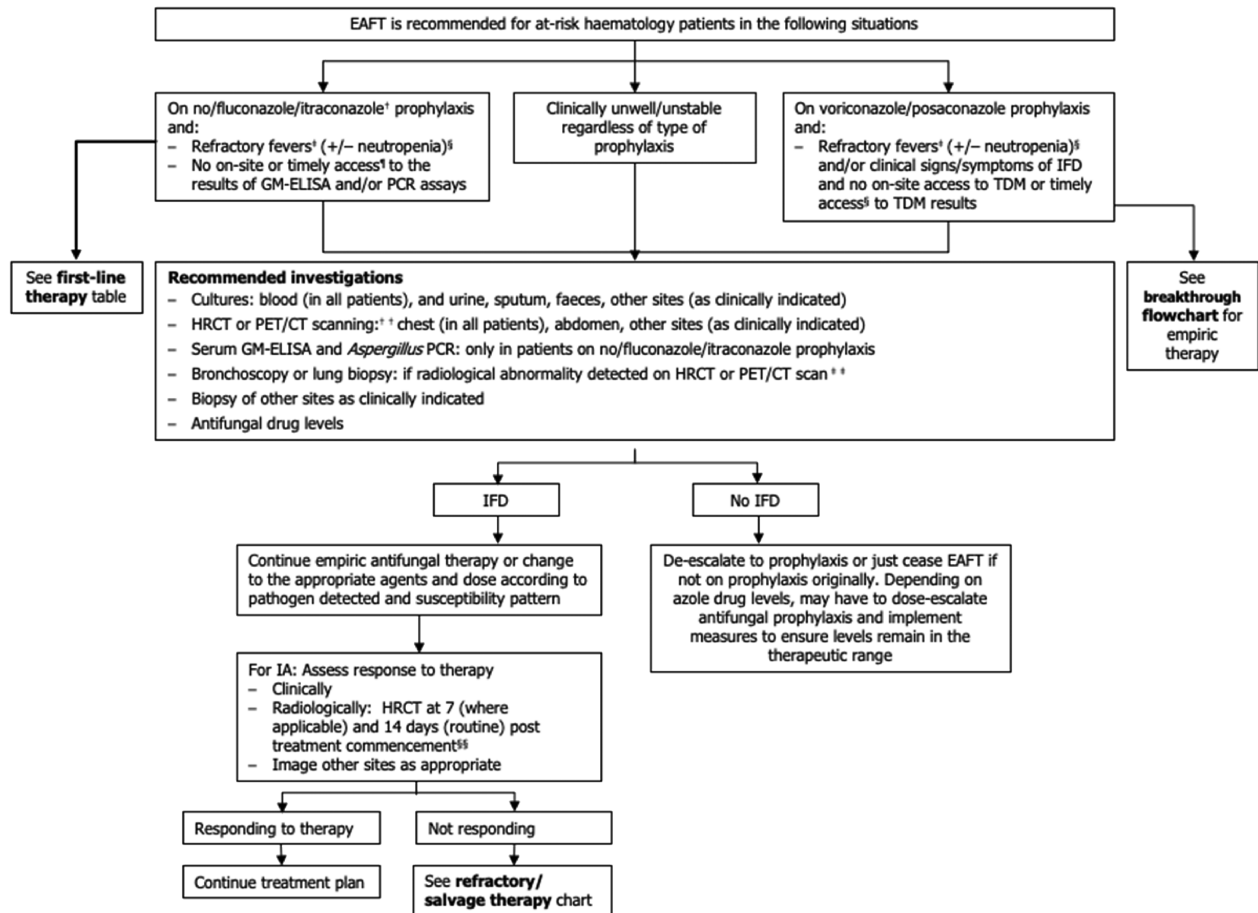 EAFT is recommended for at-risk haematology patients in the following situations
On no/fluconazole/itraconazole† prophylaxis
and:
– Refractory fevers‡ (+/– neutropenia)§
– No on-site or timely access¶ to the
results of GM-ELISA and/or PCR assays
Clinically unwell/unstable
regardless of type of
prophylaxis
On voriconazole/posaconazole prophylaxis
and:
– Refractory fevers‡ (+/– neutropenia)§
and/or clinical signs/symptoms of IFD
and no on-site access to TDM or timely
access§ to TDM results
See first-line
therapy table
Recommended investigations
– Cultures: blood (in all patients), and urine, sputum, faeces, other sites (as clinically indicated)
– HRCT or PET/CT scanning:†† chest (in all patients), abdomen, other sites (as clinically indicated)
– Serum GM-ELISA and Aspergillus PCR: only in patients on no/fluconazole/itraconazole prophylaxis
– Bronchoscopy or lung biopsy: if radiological abnormality detected on HRCT or PET/CT scan‡‡
– Biopsy of other sites as clinically indicated
– Antifungal drug levels
See
breakthrough
flowchart for
empiric
therapy
IFD
No IFD
Continue empiric antifungal therapy or change
to the appropriate agents and dose according to
pathogen detected and susceptibility pattern
De-escalate to prophylaxis or just cease EAFT if
not on prophylaxis originally. Depending on
azole drug levels, may have to dose-escalate
antifungal prophylaxis and implement
measures to ensure levels remain in the
therapeutic range
For IA: Assess response to therapy
– Clinically
– Radiologically: HRCT at 7 (where
applicable) and 14 days (routine) post
treatment commencement§§
– Image other sites as appropriate
Responding to therapy
Not responding
Continue treatment plan
See refractory/
salvage therapy chart